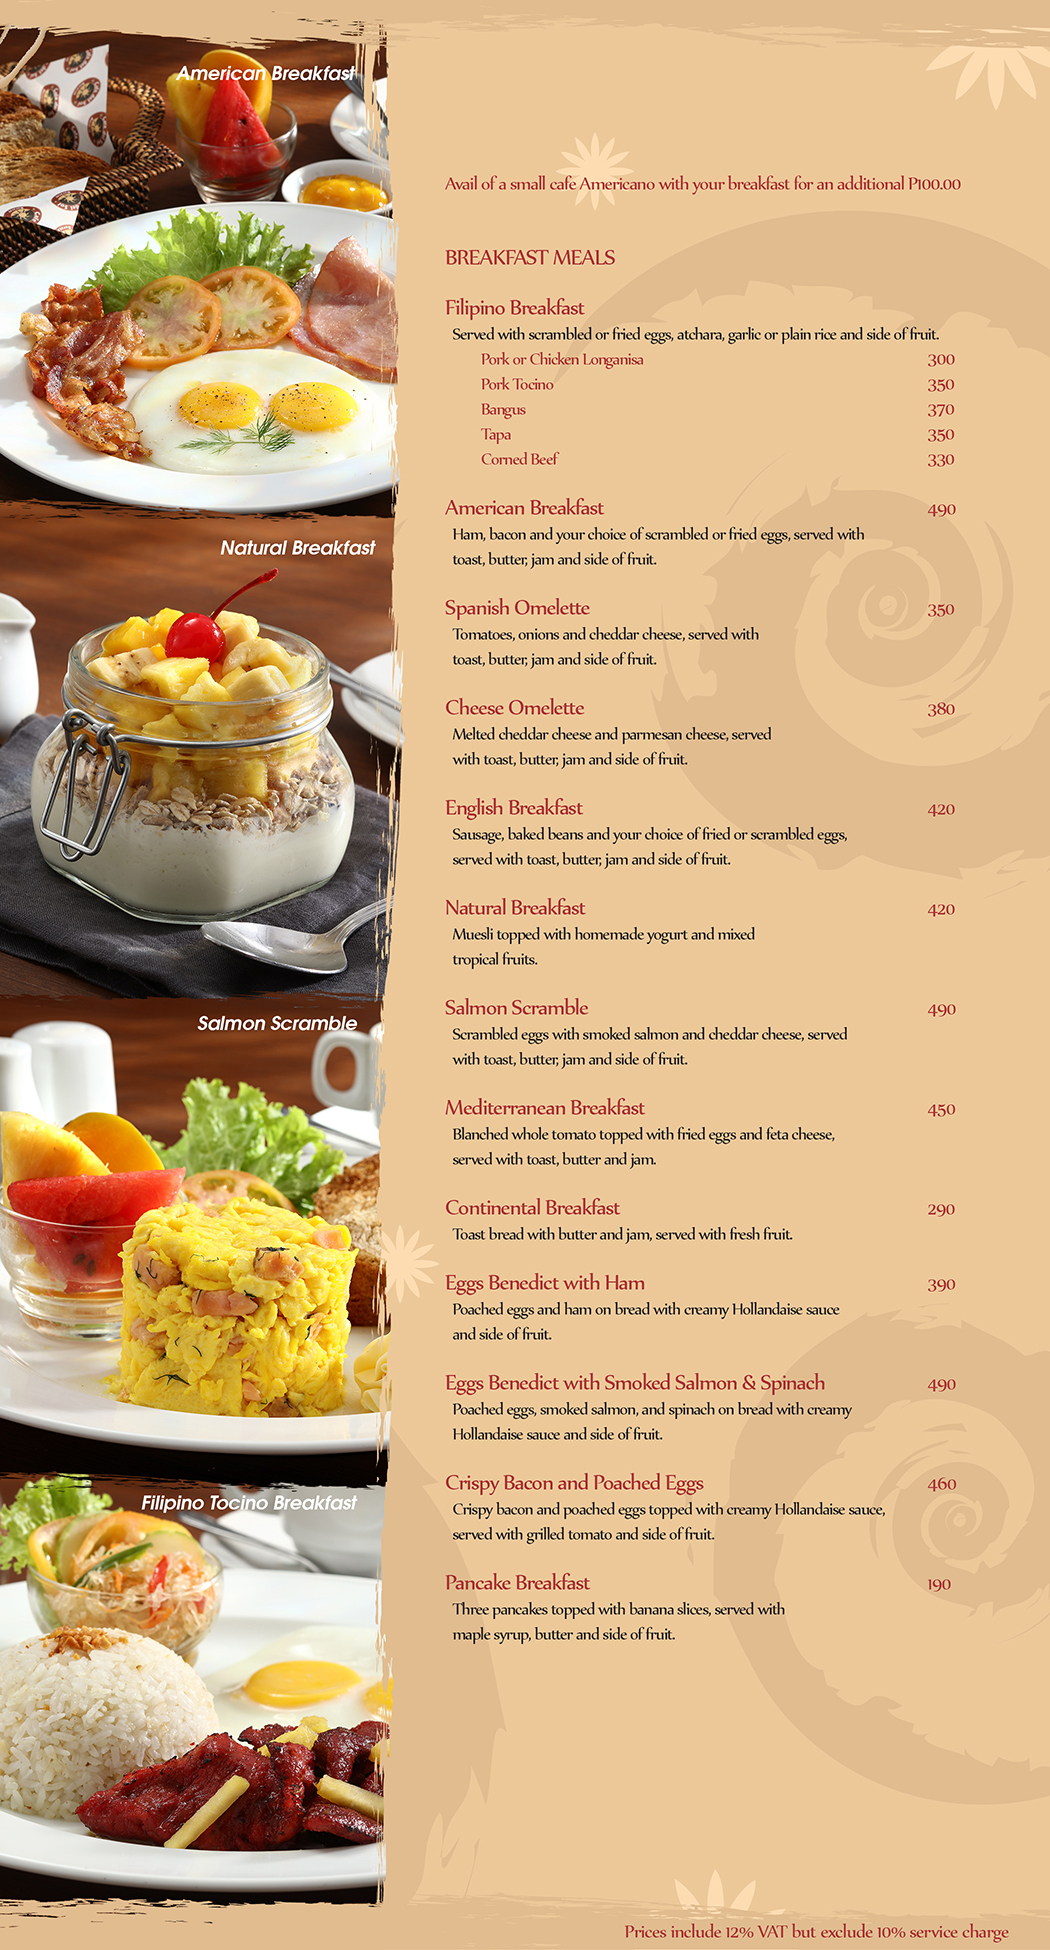 American Breakfast
Natural Breakfast
Salmon Scramble
Filipino Tocino Breakfast
Avail of a small cafe Americano with your breakfast for an additional P100.00
BREAKFAST MEALS
Filipino Breakfast
Served with scrambled or fried eggs, atchara, garlic or plain rice and side of fruit.
Pork or Chicken Longanisa 300
Pork Tocino 350
Bangus 370
Tapa 350
Corned Beef 330
American Breakfast 490
Ham, bacon and your choice of scrambled or fried eggs, served with
toast, butter, jam and side of fruit.
Spanish Omelette 350
Tomatoes, onions and cheddar cheese, served with
toast, butter, jam and side of fruit.
Cheese Omelette 380
Melted cheddar cheese and parmesan cheese, served
with toast, butter, jam and side of fruit.
English Breakfast 420
Sausage, baked beans and your choice of fried or scrambled eggs,
served with toast, butter, jam and side of fruit.
Natural Breakfast 420
Muesli topped with homemade yogurt and mixed
tropical fruits.
Salmon Scramble 490
Scrambled eggs with smoked salmon and cheddar cheese, served
with toast, butter, jam and side of fruit.
Mediterranean Breakfast 450
Blanched whole tomato topped with fried eggs and feta cheese,
served with toast, butter and jam.
Continental Breakfast 290
Toast bread with butter and jam, served with fresh fruit.
Eggs Benedict with Ham 390
Poached eggs and ham on bread with creamy Hollandaise sauce
and side of fruit.
Eggs Benedict with Smoked Salmon & Spinach 490
Poached eggs, smoked salmon, and spinach on bread with creamy
Hollandaise sauce and side of fruit.
Crispy Bacon and Poached Eggs 460
Crispy bacon and poached eggs topped with creamy Hollandaise sauce,
served with grilled tomato and side of fruit.
Pancake Breakfast 190
Three pancakes topped with banana slices, served with
maple syrup, butter and side of fruit.
Prices include 12% VAT but exclude 10% service charge